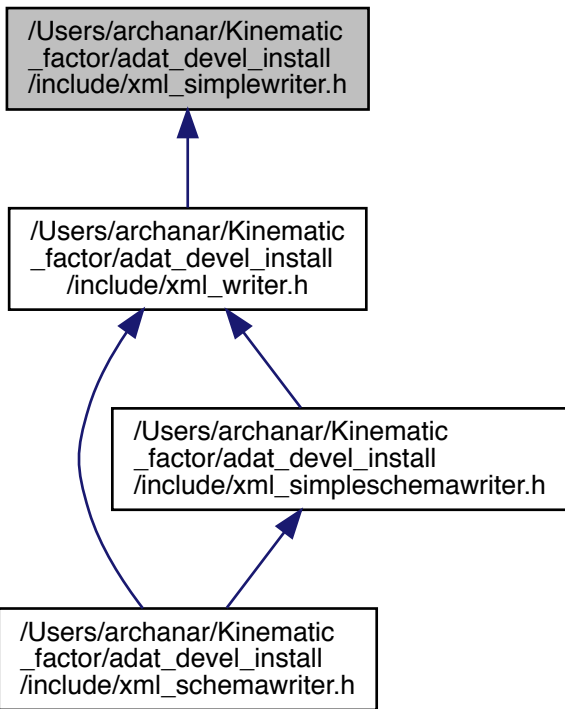 /Users/archanar/Kinematic
_factor/adat_devel_install
/include/xml_simplewriter.h
/Users/archanar/Kinematic
_factor/adat_devel_install
/include/xml_writer.h
/Users/archanar/Kinematic
_factor/adat_devel_install
/include/xml_simpleschemawriter.h
/Users/archanar/Kinematic
_factor/adat_devel_install
/include/xml_schemawriter.h